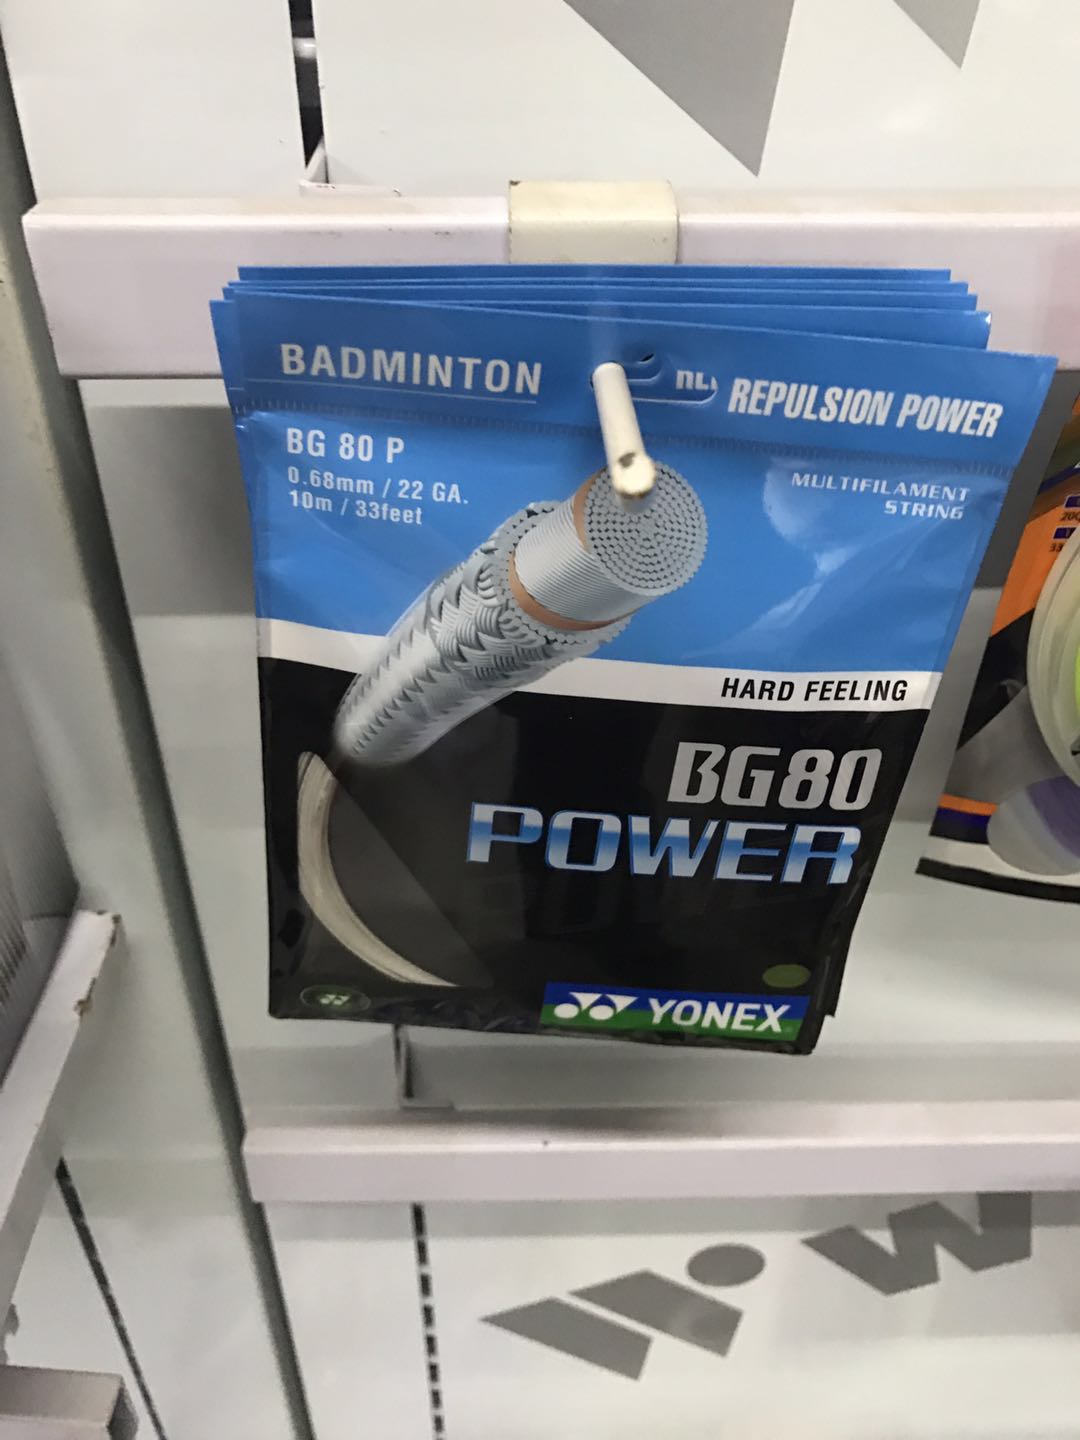 BADMINTON
REPULSION POWER
BG 80 P
0.68mm / 22 GA.
10m / 33feet
MULTIFILAMENT
STRING
HARD FEELING
BG80
POWER
YONEX